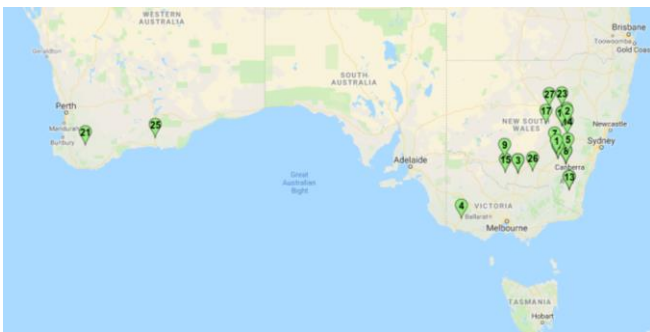 WESTERN
AUSTRALIA
Geraldton
Perth
Mandurah
Bunbury
21
25
SOUTH
AUSTRALIA
Great
Australian
Bight
Adelaide
Brisbane
Toowoomba
Gold Coast
27
23
17
1
2
14
NEW SOUTH
WALES
Newcastle
Sydney
7
1
5
8
9
15
3
26
Canberra
13
4
VICTORIA
Ballarat
Melbourne
TASMANIA
Hobart